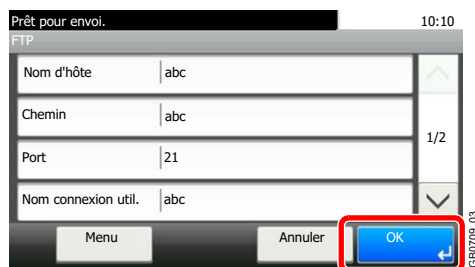 Prêt pour envoi. 10:10
FTP
Nom d'hôte abc
Chemin abc
1/2
Port 21
Nom connexion util. abc
Menu Annuler OK
GB0709_03